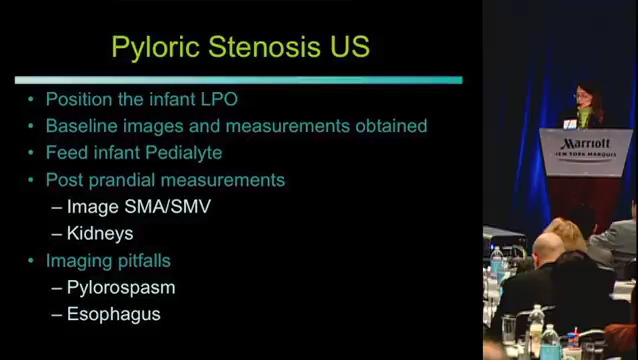 Pyloric Stenosis US
• Position the infant LPO
• Baseline images and measurements obtained
• Feed infant Pedialyte
• Post prandial measurements
– Image SMA/SMV
– Kidneys
• Imaging pitfalls
– Pylorospasm
– Esophagus
Marriott
NEW YORK MARQUIS